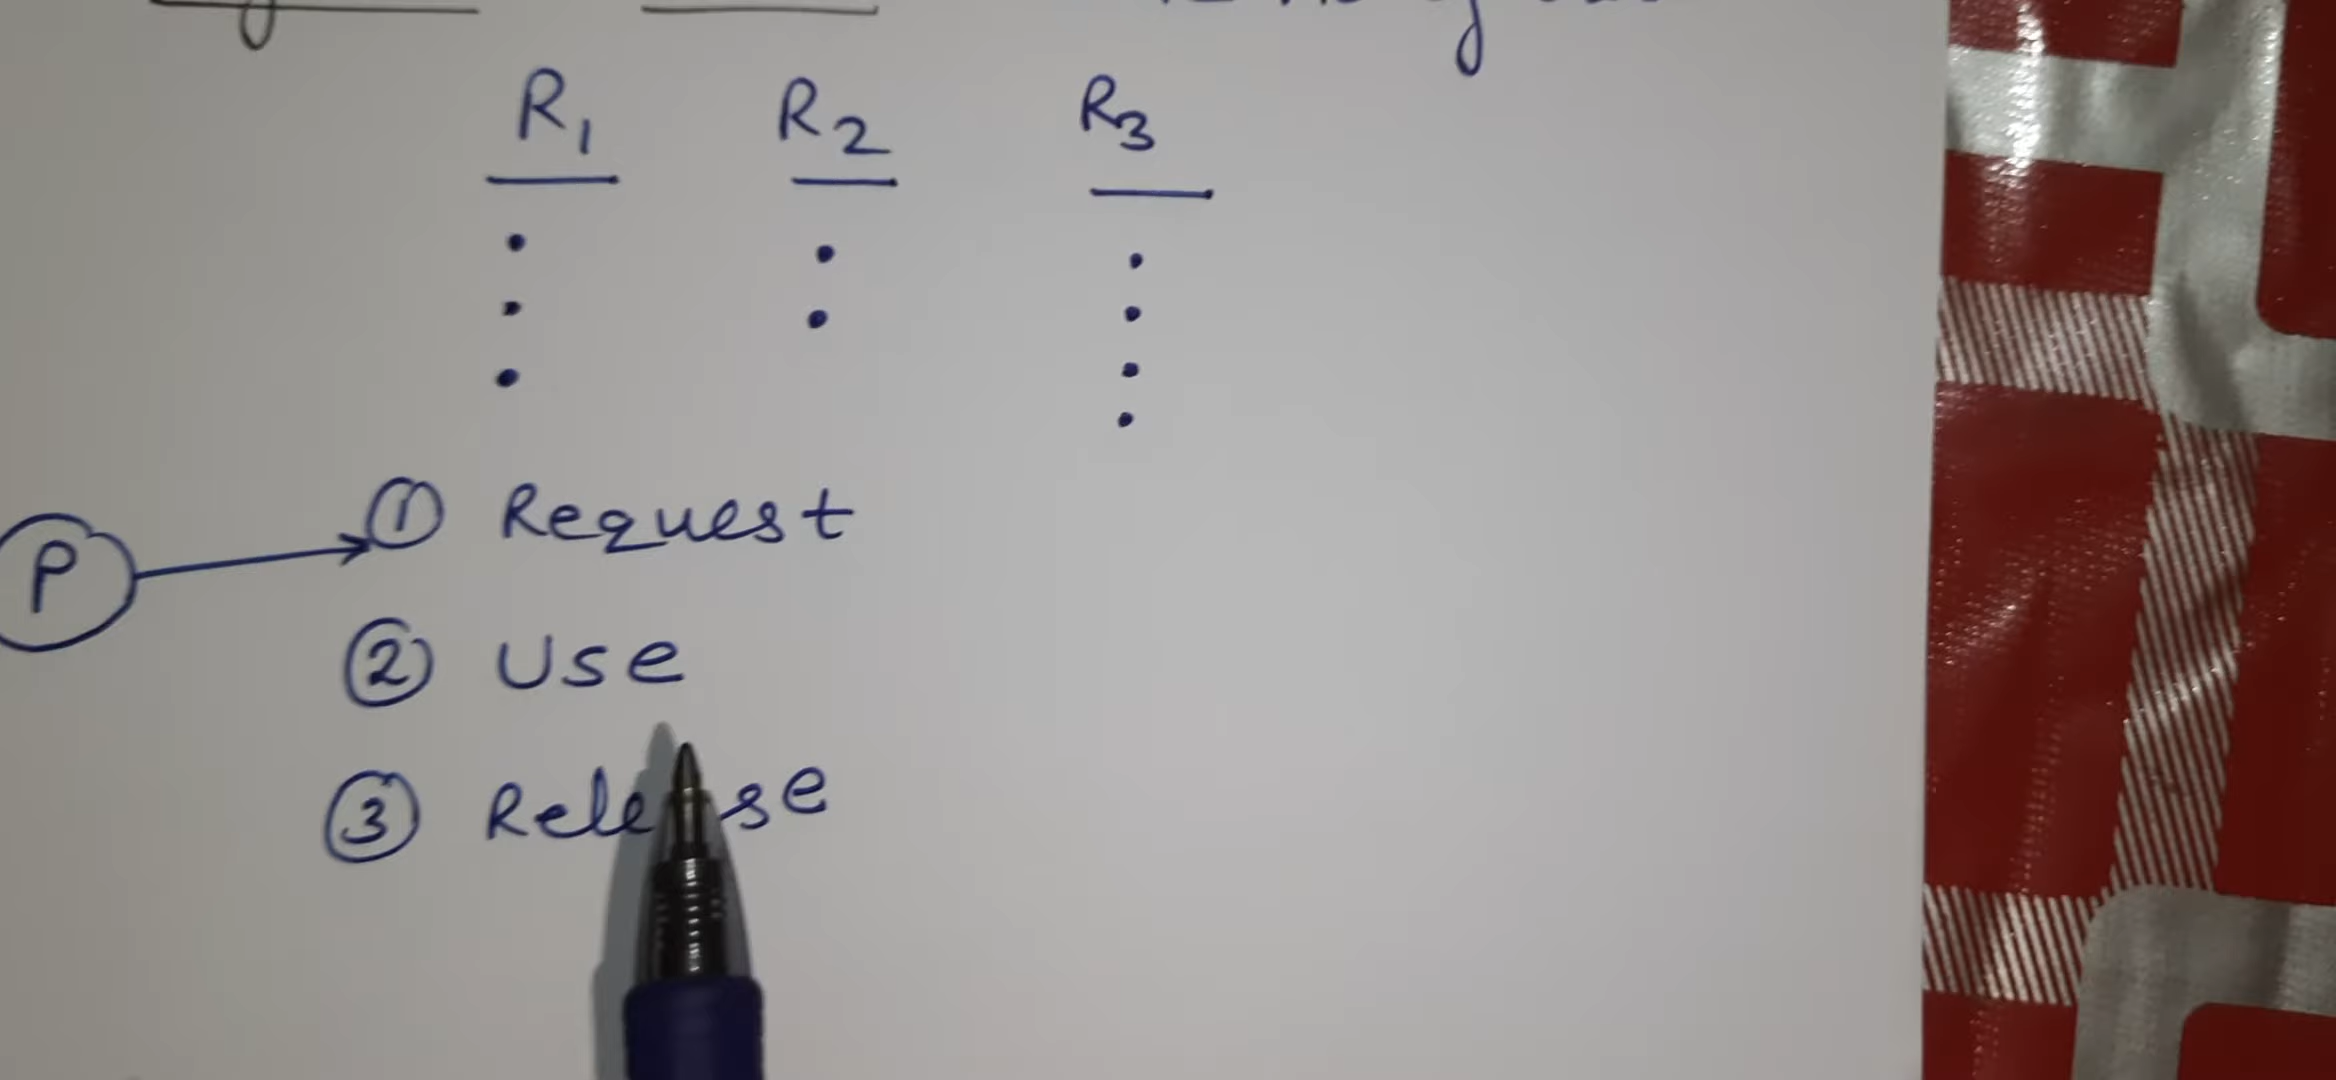 R1 R2 R3
P ① Request
② Use
③ Release